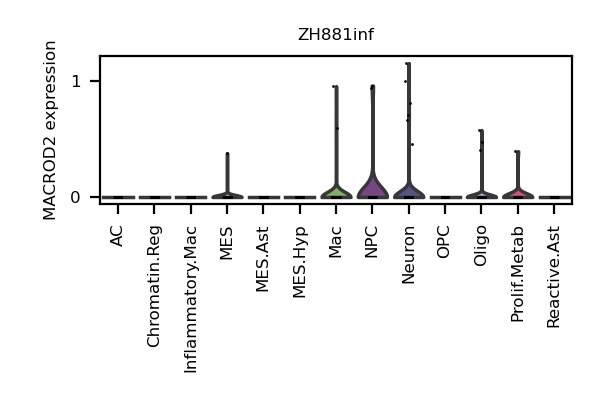 ZH881inf
MACROD2 expression
1
0
AC
Chromatin.Reg
Inflammatory.Mac
MES
MES.Ast
MES.Hyp
Mac
NPC
Neuron
OPC
Oligo
Prolif.Metab
Reactive.Ast